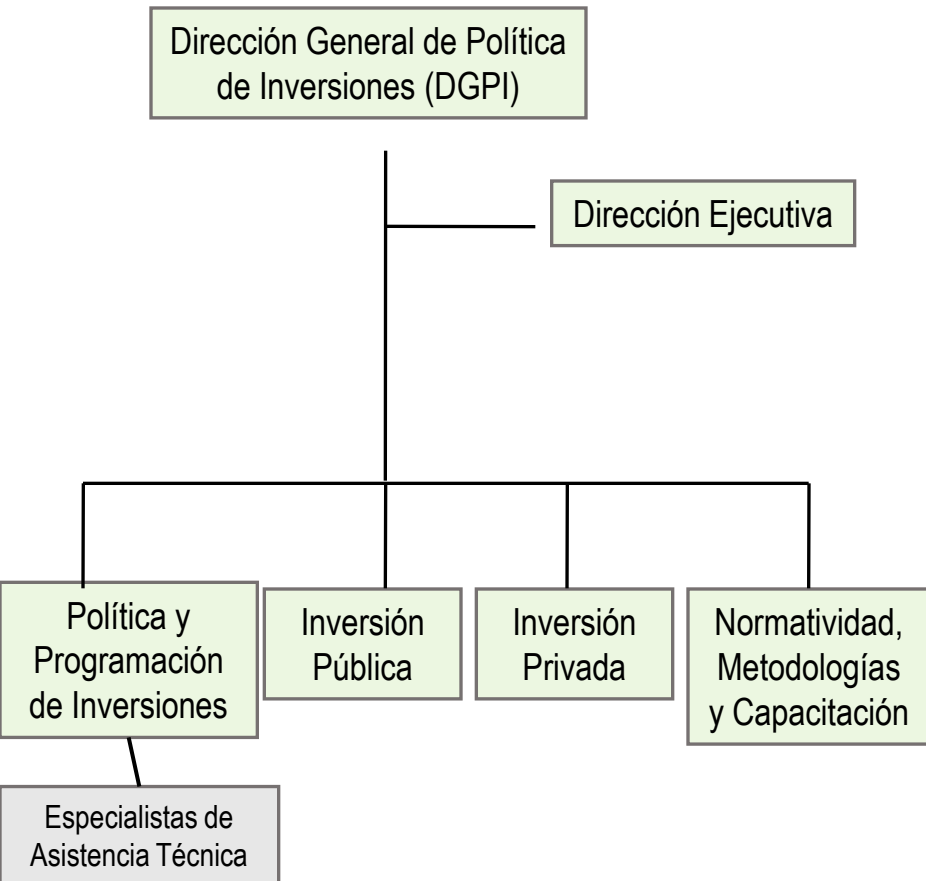 Dirección General de Política
de Inversiones (DGPI)
Dirección Ejecutiva
Política y
Programación
de Inversiones
Inversión
Pública
Inversión
Privada
Normatividad,
Metodologías
y Capacitación
Especialistas de
Asistencia Técnica